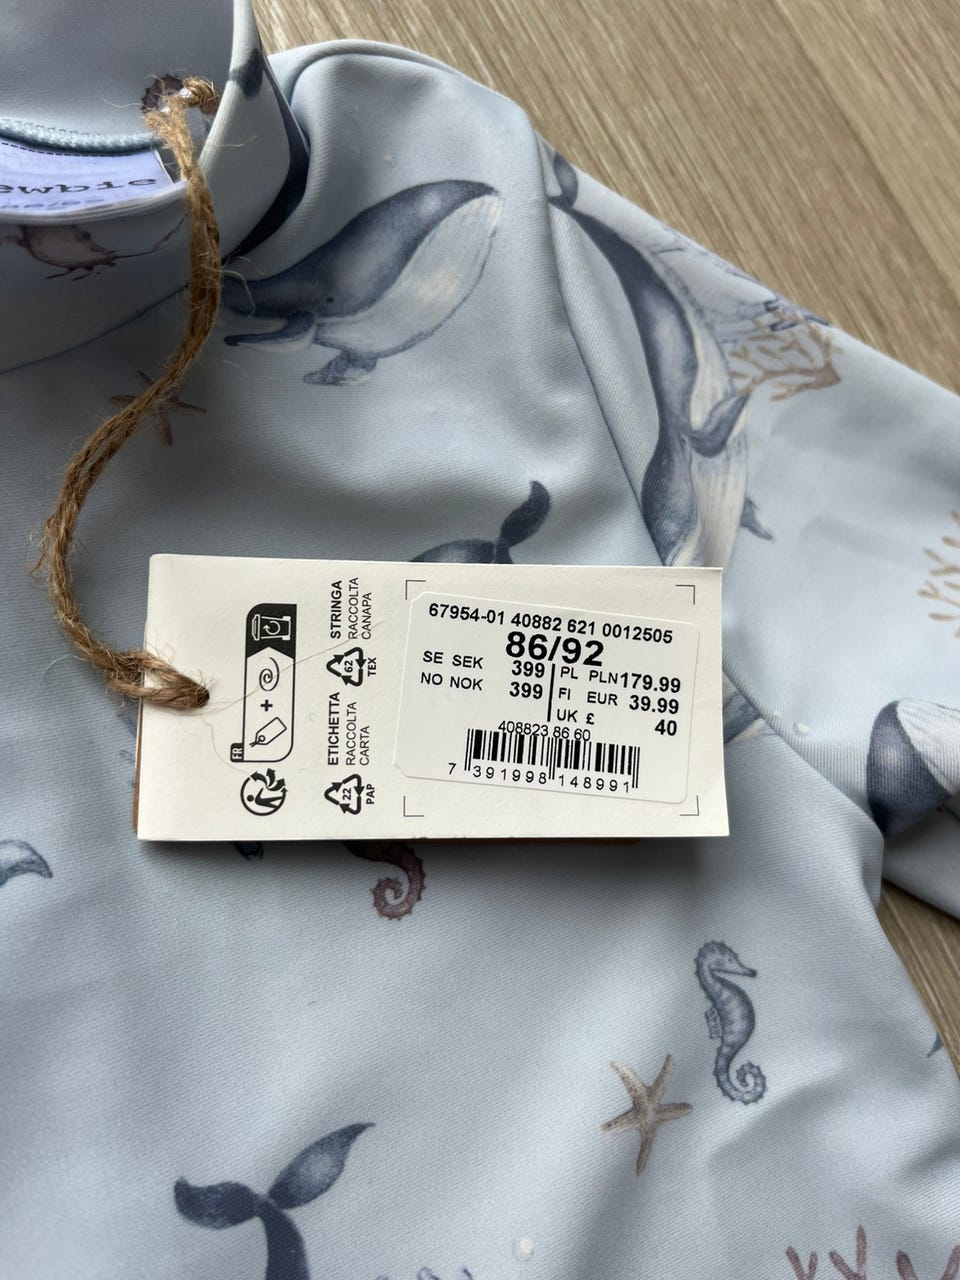 FR
STRINGA
RACCOLTA
CANAPA
62
TEX
ETICHETTA
RACCOLTA
CARTA
22
PAP
67954-01 40882 621 0012505
86/92
SE SEK 399
NO NOK 399
PL PLN 179.99
FI EUR 39.99
UK £ 40
408823 86 60
7 391998 148991